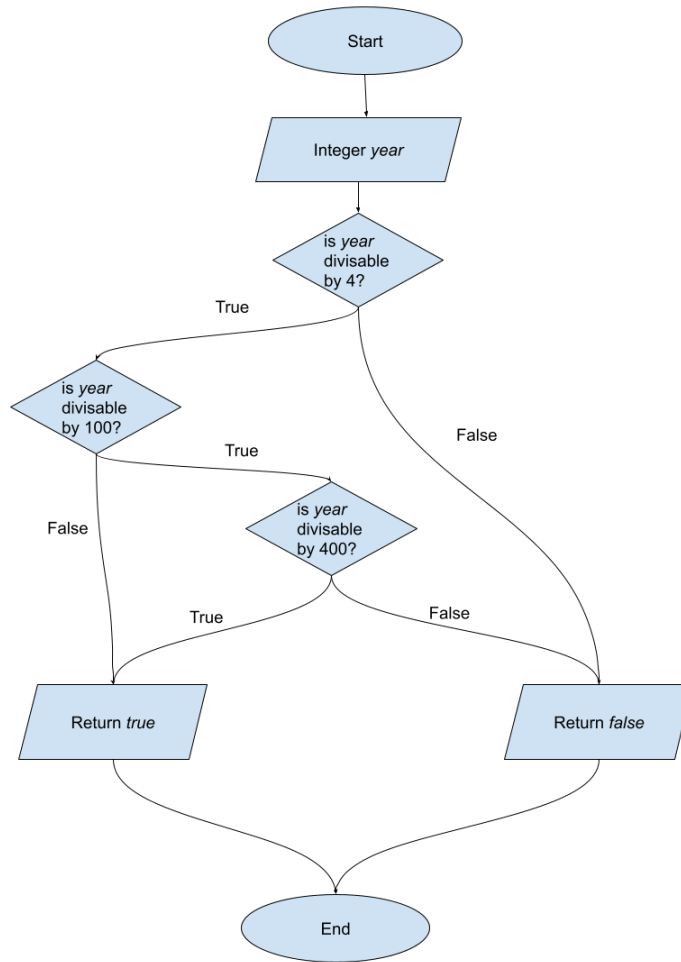 Start
Integer year
is year
divisable
by 4?
True
is year
divisable
by 100?
False
True
is year
divisable
by 400?
False
True
False
Return true
Return false
End